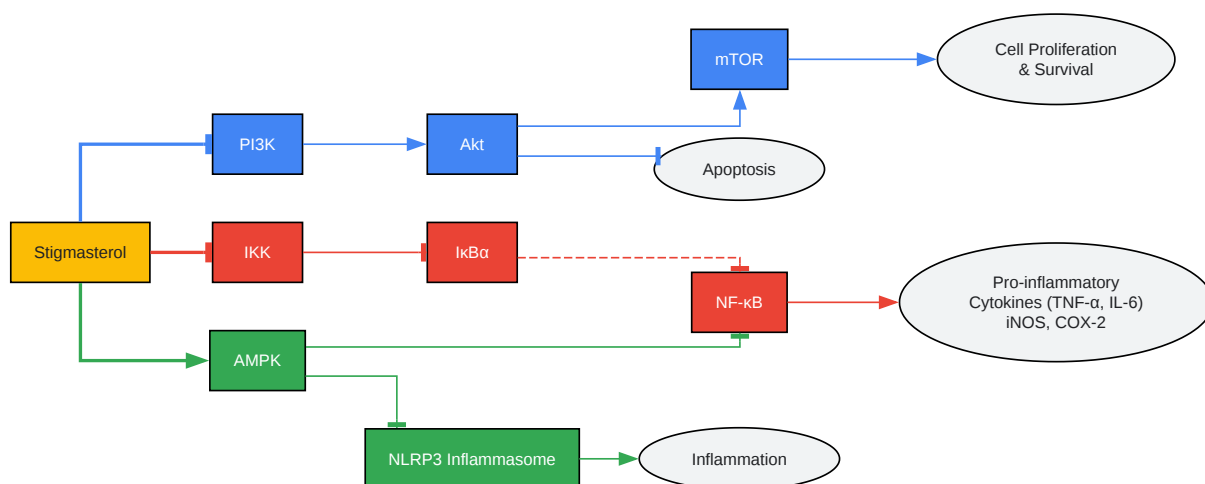 mTOR
Cell Proliferation
& Survival
PI3K
Akt
Apoptosis
Stigmasterol
IKK
IκBα
NF-κB
Pro-inflammatory
Cytokines (TNF-α, IL-6)
iNOS, COX-2
AMPK
NLRP3 Inflammasome
Inflammation